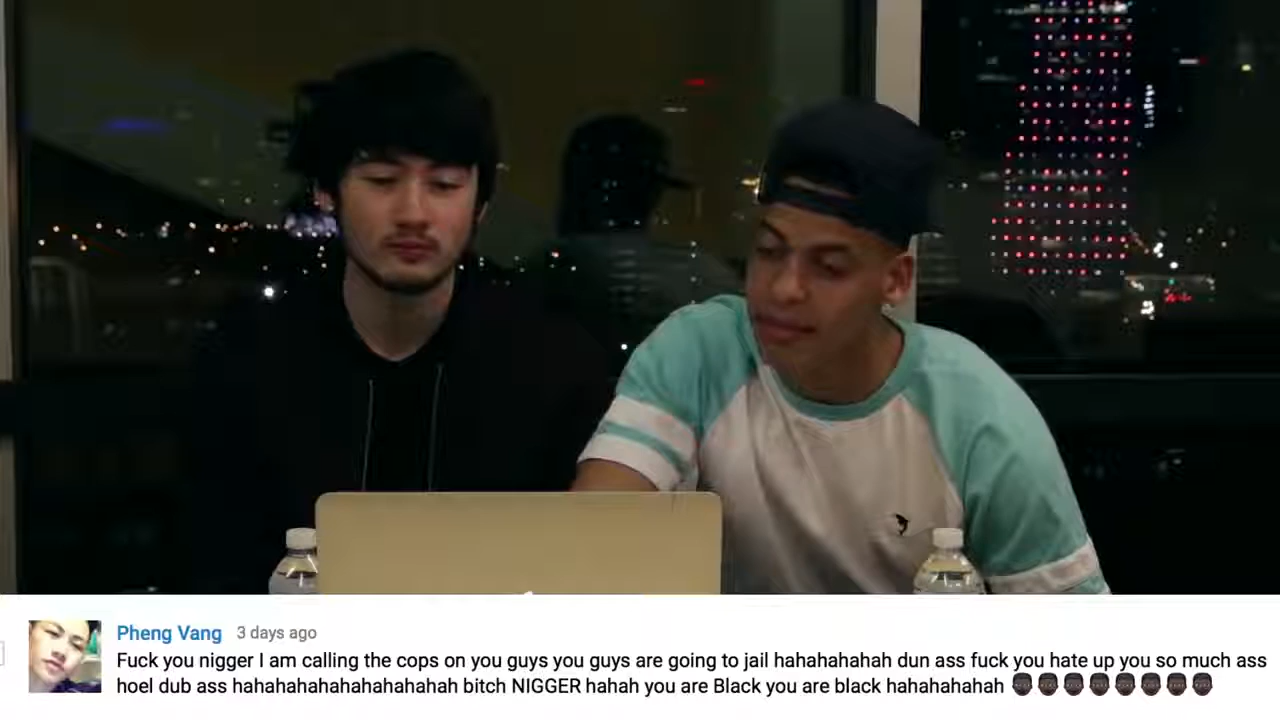 Pheng Vang 3 days ago
Fuck you nigger I am calling the cops on you guys you guys are going to jail hahahahahah dun ass fuck you hate up you so much ass
hoel dub ass hahahahahahahahahah bitch NIGGER hahah you are Black you are black hahahahahah 👨🏿👨🏿👨🏿👨🏿👨🏿👨🏿👨🏿👨🏿